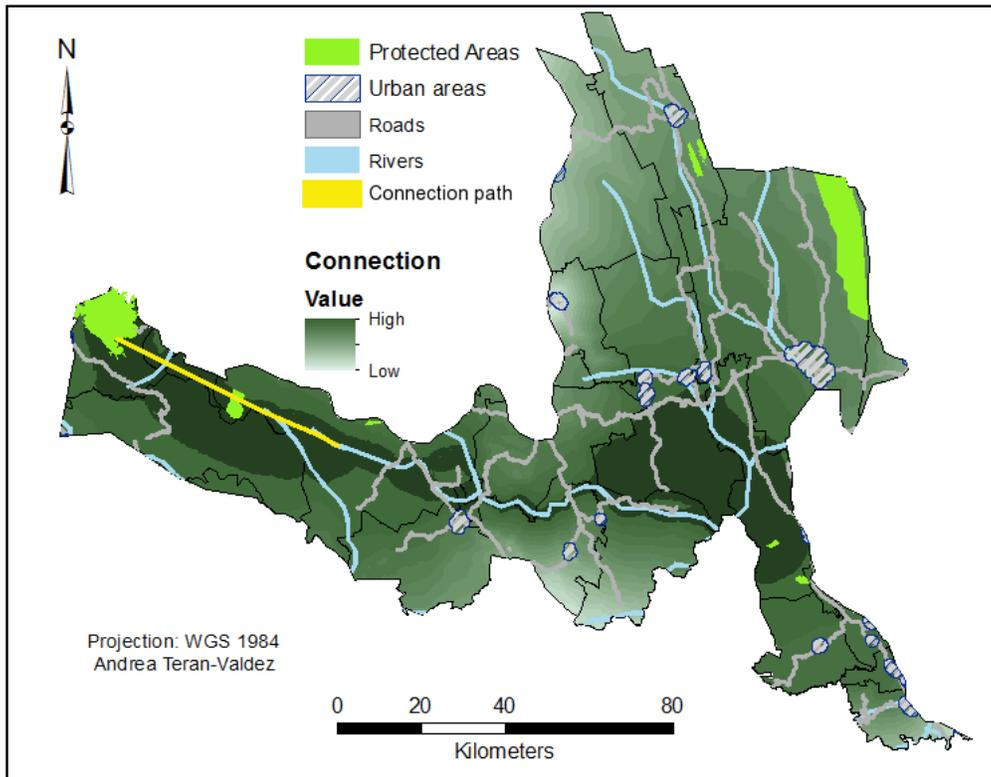 N
Protected Areas
Urban areas
Roads
Rivers
Connection path
Connection
Value
High
Low
Projection: WGS 1984
Andrea Teran-Valdez
0 20 40 80
Kilometers